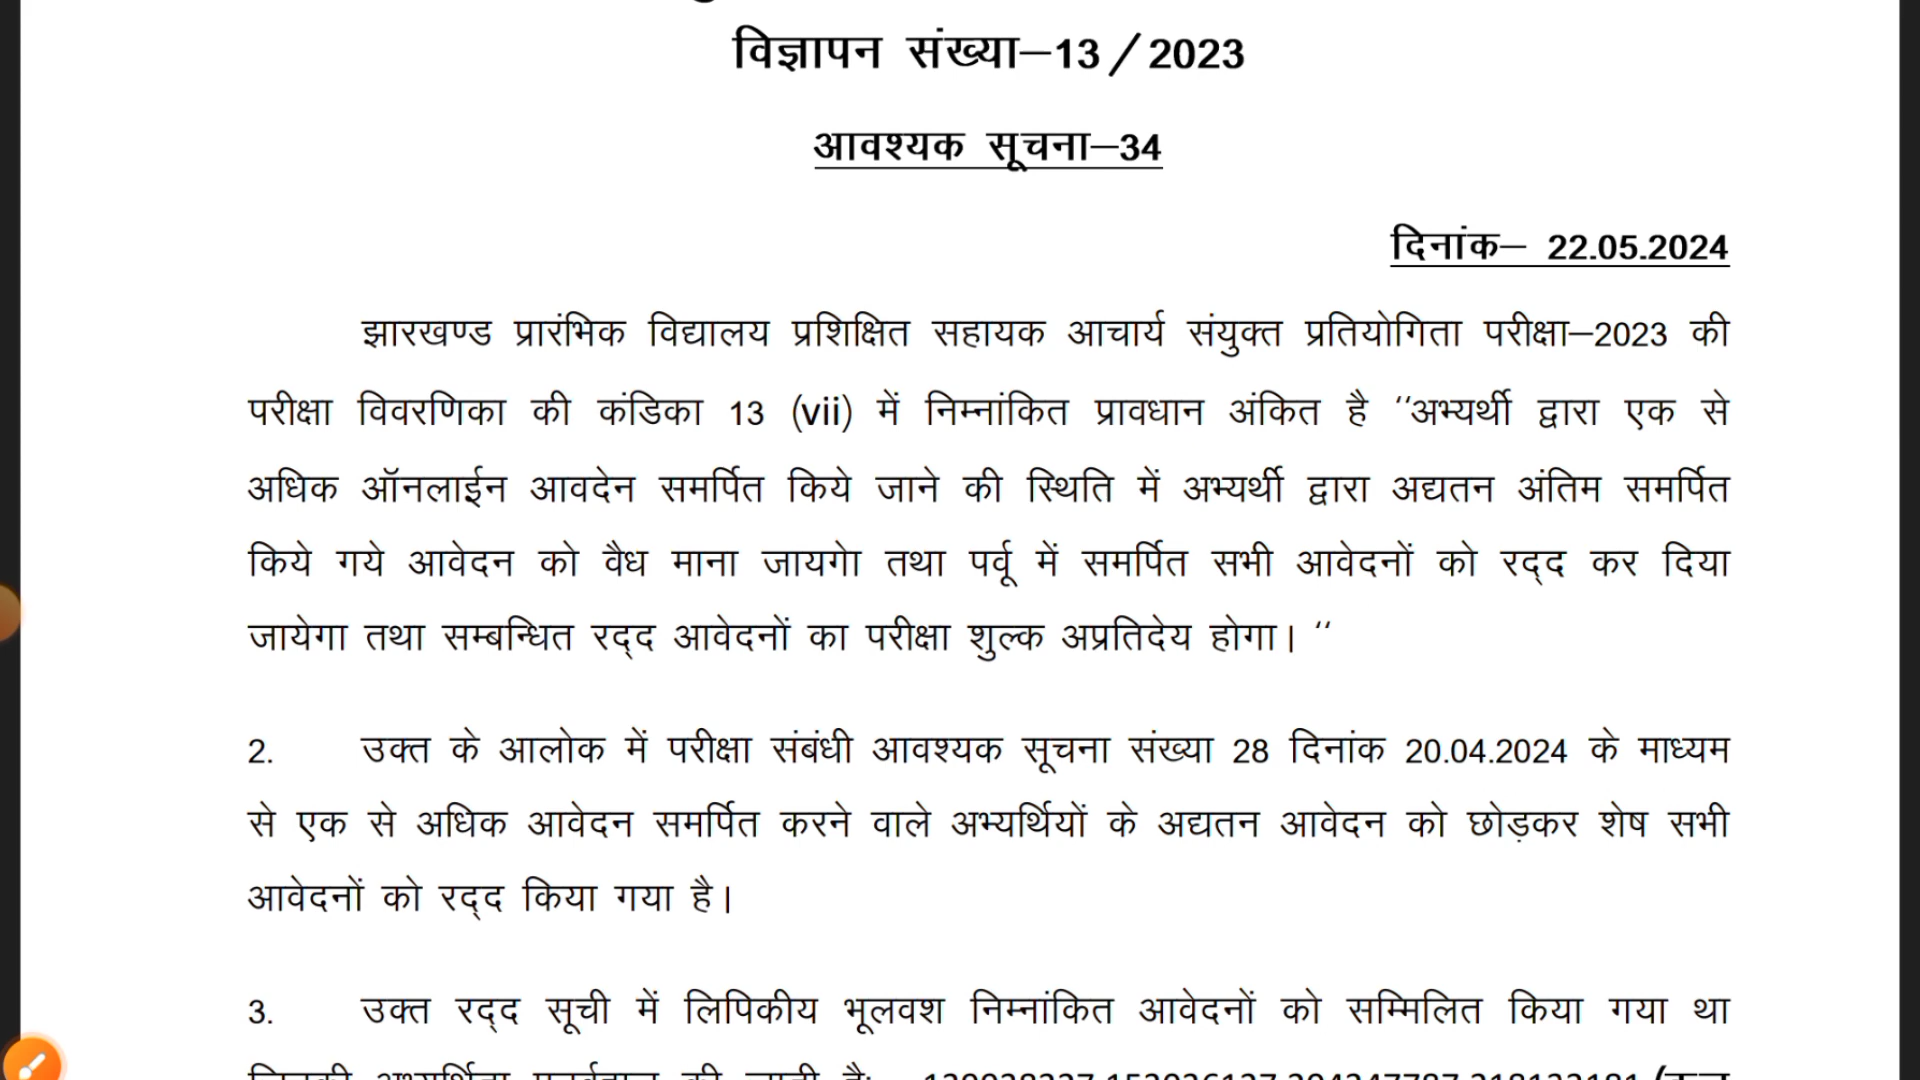 विज्ञापन संख्या–13/2023
आवश्यक सूचना–34
दिनांक– 22.05.2024
झारखण्ड प्रारंभिक विद्यालय प्रशिक्षित सहायक आचार्य संयुक्त प्रतियोगिता परीक्षा–2023 की
परीक्षा विवरणिका की कंडिका 13 (vii) में निम्नांकित प्रावधान अंकित है ''अभ्यर्थी द्वारा एक से
अधिक ऑनलाईन आवदेन समर्पित किये जाने की स्थिति में अभ्यर्थी द्वारा अद्यतन अंतिम समर्पित
किये गये आवेदन को वैध माना जायगेा तथा पर्वू में समर्पित सभी आवेदनों को रद्द कर दिया
जायेगा तथा सम्बन्धित रद्द आवेदनों का परीक्षा शुल्क अप्रतिदेय होगा। ''
2. उक्त के आलोक में परीक्षा संबंधी आवश्यक सूचना संख्या 28 दिनांक 20.04.2024 के माध्यम
से एक से अधिक आवेदन समर्पित करने वाले अभ्यर्थियों के अद्यतन आवेदन को छोड़कर शेष सभी
आवेदनों को रद्द किया गया है।
3. उक्त रद्द सूची में लिपिकीय भूलवश निम्नांकित आवेदनों को सम्मिलित किया गया था